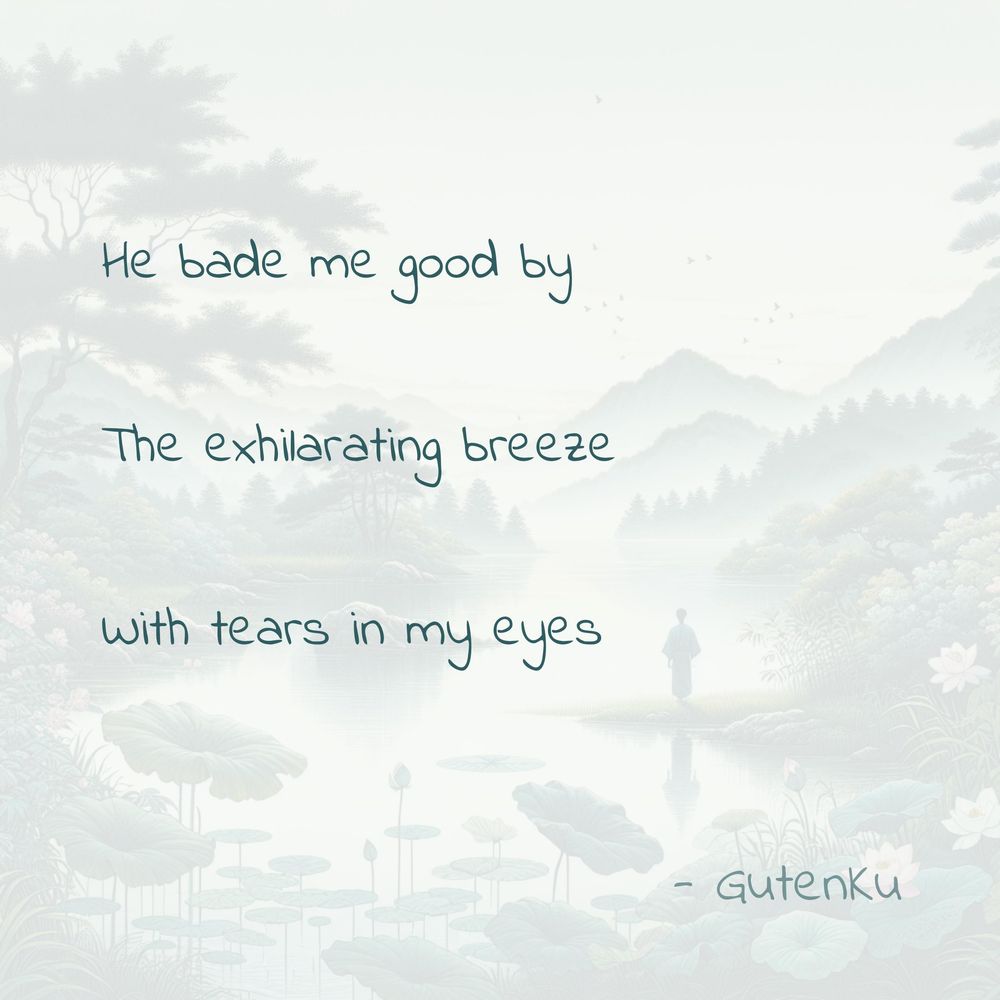 He bade me good by
The exhilarating breeze
with tears in my eyes
- GutenKu